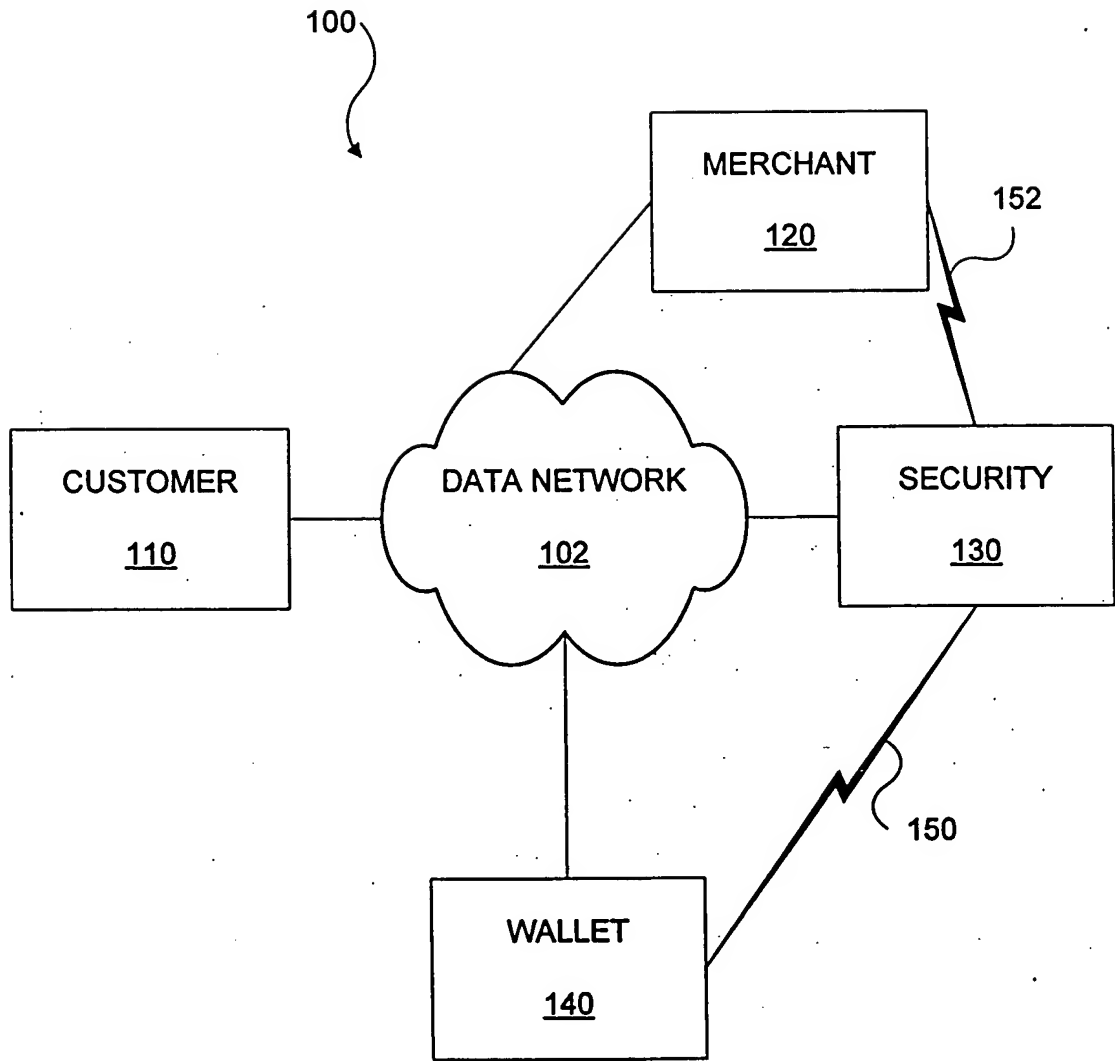 100
MERCHANT
120
152
CUSTOMER
110
DATA NETWORK
102
SECURITY
130
150
WALLET
140